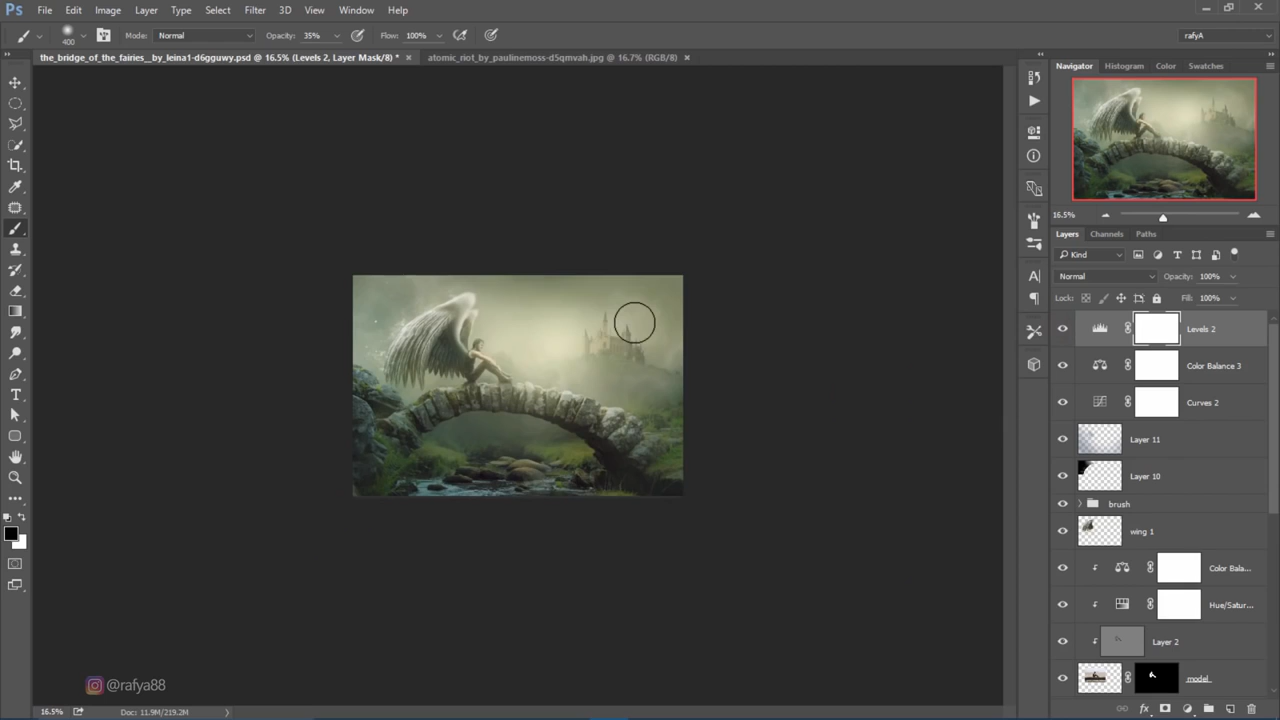 Ps File Edit Image Layer Type Select Filter 3D View Window Help
400 Mode: Normal Opacity: 35% Flow: 100% rafyA
the_bridge_of_the_fairies__by_leina1-d6gguwy.psd @ 16.5% (Levels 2, Layer Mask/8) * × atomic_riot_by_paulinemoss-d5qmvah.jpg @ 16.7% (RGB/8) ×
Navigator Histogram Color Swatches
16.5%
Layers Channels Paths
Kind
Normal Opacity: 100%
Lock: Fill: 100%
Levels 2
Color Balance 3
Curves 2
Layer 11
Layer 10
brush
wing 1
Color Bala...
Hue/Satur...
Layer 2
model
@rafya88
16.5% Doc: 11.9M/219.2M
fx